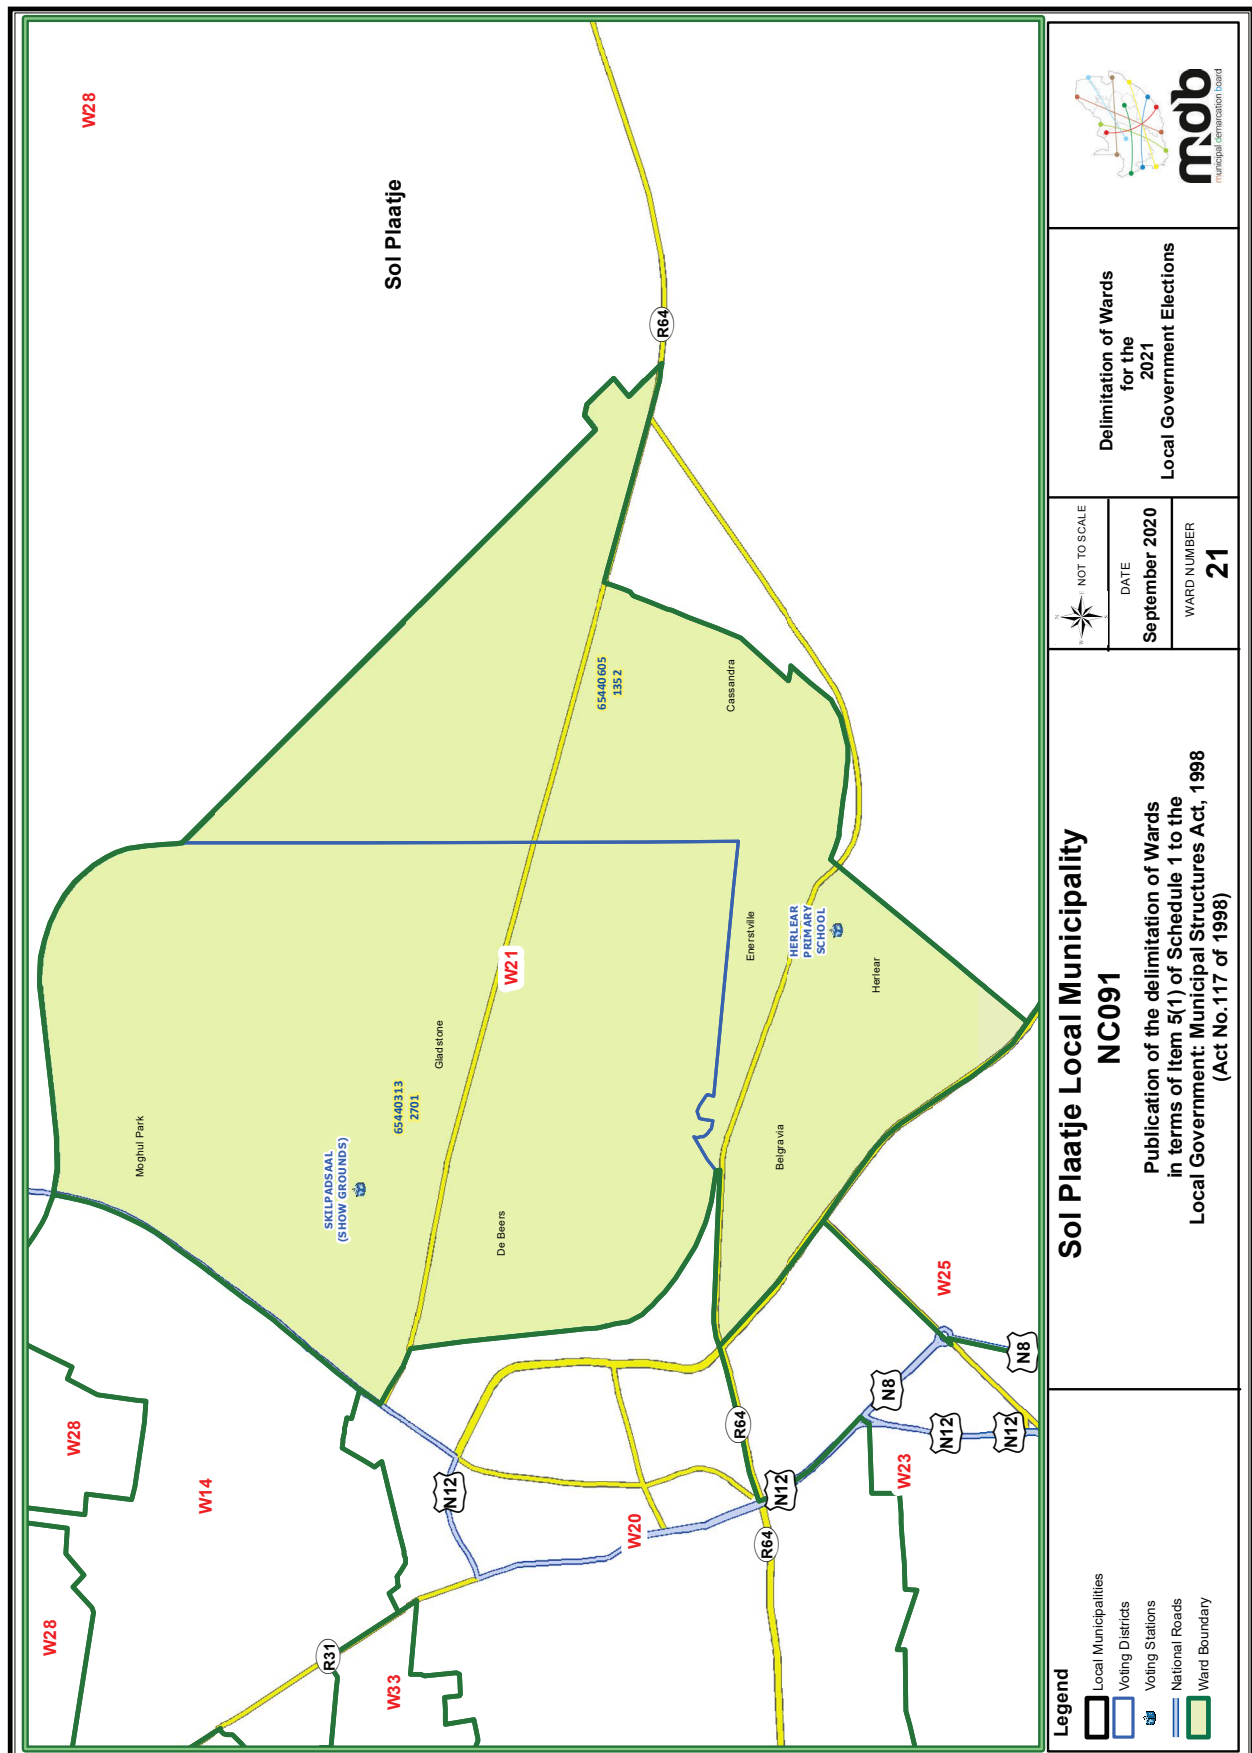 W28
Sol Plaatje
R64
W21
65440605
1352
Cassandra
Gladstone
65440313
2701
Moghul Park
SKILPADSAAL
(SHOW GROUNDS)
De Beers
Enerstville
HERLEAR
PRIMARY
SCHOOL
Herlear
Belgravia
W28
W14
W28
R31
W33
N12
W20
R64
N12
R64
W23
N12
N12
N8
N8
W25
Legend
Local Municipalities
Voting Districts
Voting Stations
National Roads
Ward Boundary
Sol Plaatje Local Municipality
NC091
Publication of the delimitation of Wards
in terms of Item 5(1) of Schedule 1 to the
Local Government: Municipal Structures Act, 1998
(Act No.117 of 1998)
N
W
E
S
NOT TO SCALE
DATE
September 2020
WARD NUMBER
21
Delimitation of Wards
for the
2021
Local Government Elections
mdb
municipal demarcation board